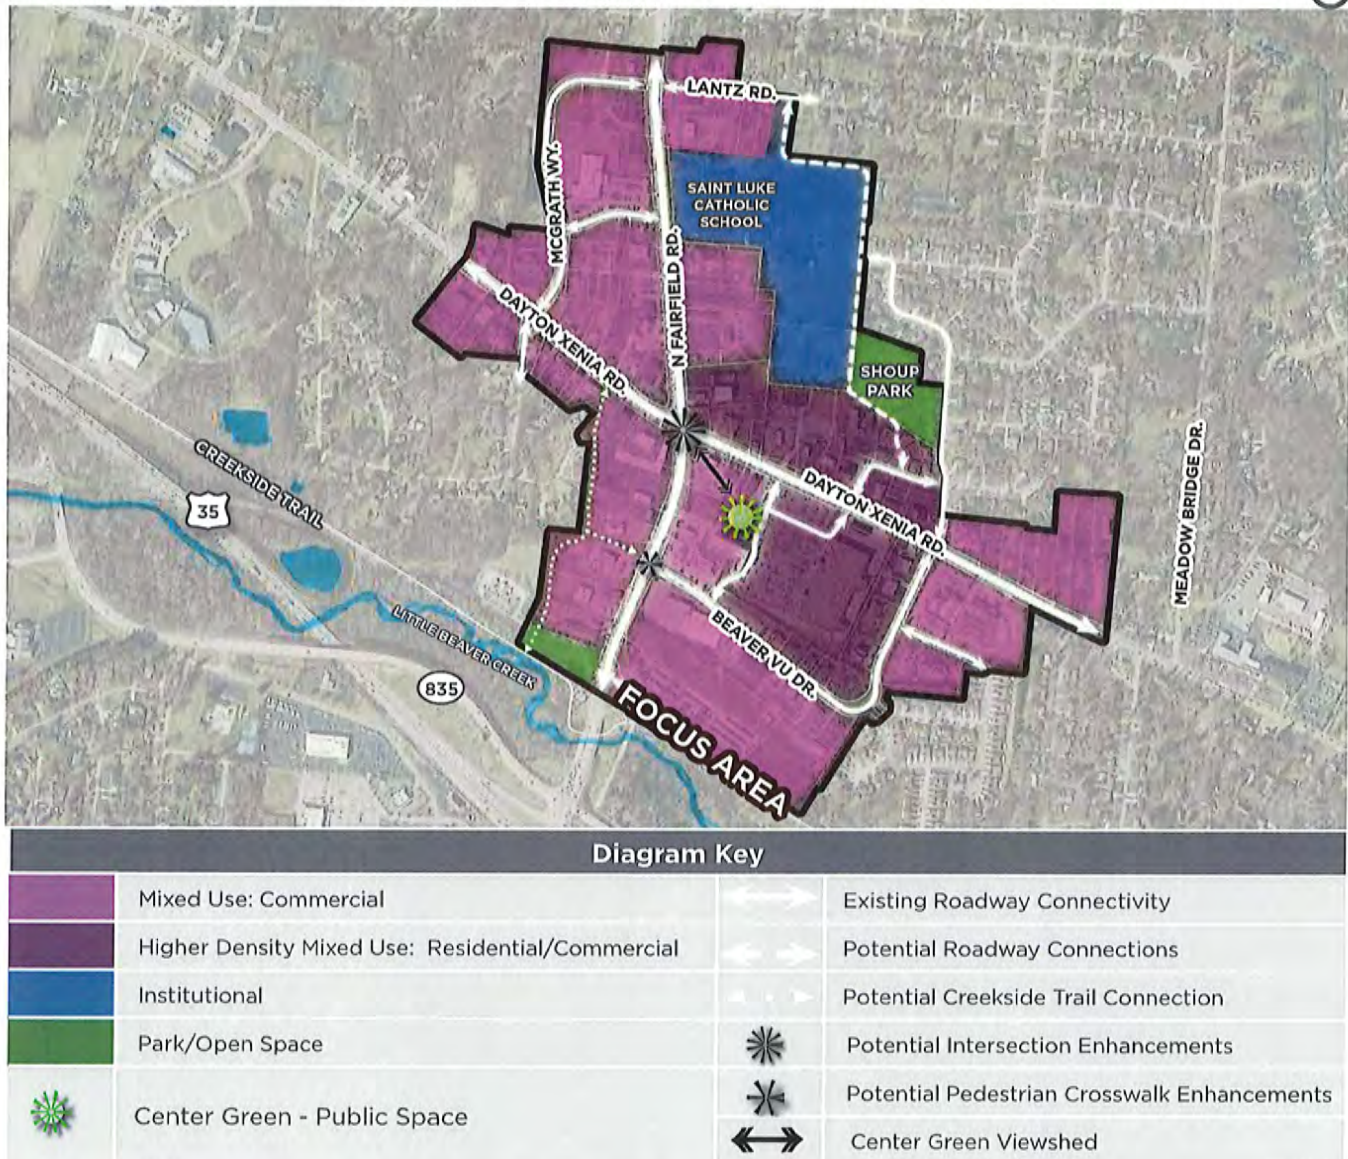 LANTZ RD.
MCGRATH WY.
SAINT LUKE
CATHOLIC
SCHOOL
N FAIRFIELD RD.
DAYTON XENIA RD.
SHOUP
PARK
CREEKSIDE TRAIL
35
DAYTON XENIA RD.
MEADOW BRIDGE DR.
LITTLE BEAVER CREEK
BEAVER VU DR.
835
FOCUS AREA
Diagram Key
Mixed Use: Commercial
Existing Roadway Connectivity
Higher Density Mixed Use: Residential/Commercial
Potential Roadway Connections
Institutional
Potential Creekside Trail Connection
Park/Open Space
Potential Intersection Enhancements
Center Green - Public Space
Potential Pedestrian Crosswalk Enhancements
Center Green Viewshed